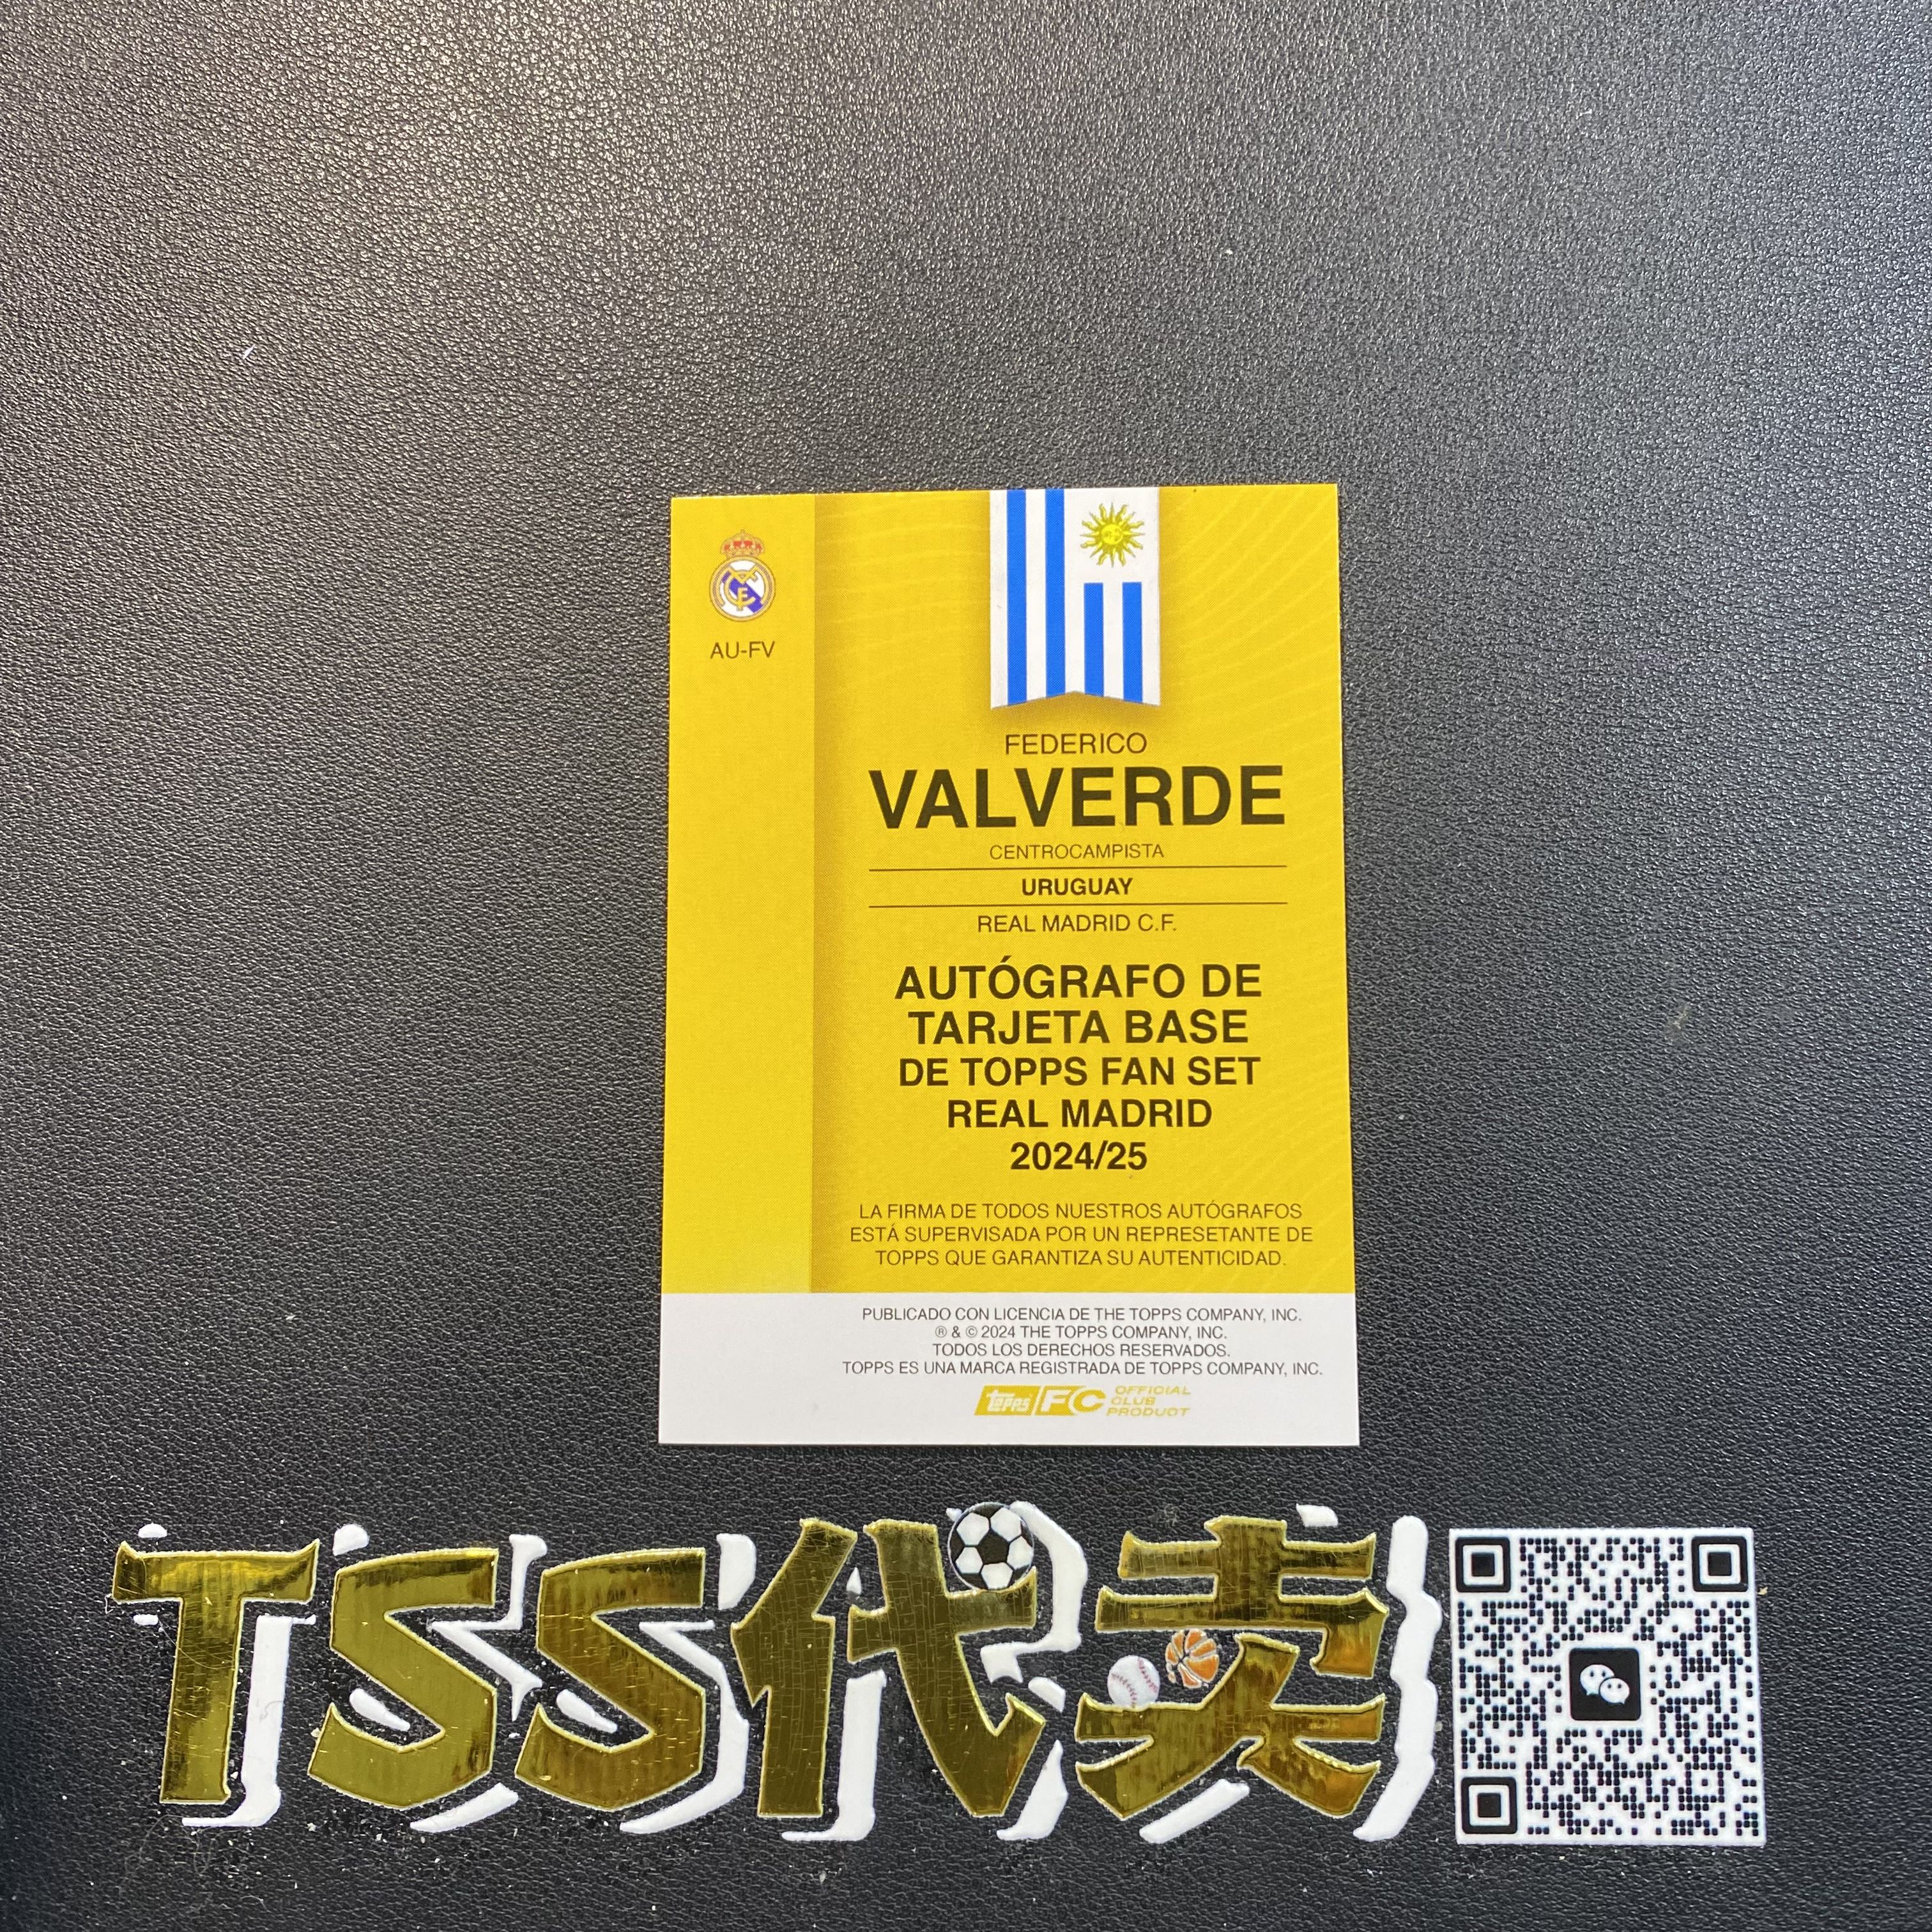 AU-FV
FEDERICO
VALVERDE
CENTROCAMPISTA
URUGUAY
REAL MADRID C.F.
AUTÓGRAFO DE
TARJETA BASE
DE TOPPS FAN SET
REAL MADRID
2024/25
LA FIRMA DE TODOS NUESTROS AUTÓGRAFOS
ESTÁ SUPERVISADA POR UN REPRESETANTE DE
TOPPS QUE GARANTIZA SU AUTENTICIDAD.
PUBLICADO CON LICENCIA DE THE TOPPS COMPANY, INC.
® & © 2024 THE TOPPS COMPANY, INC.
TODOS LOS DERECHOS RESERVADOS.
TOPPS ES UNA MARCA REGISTRADA DE TOPPS COMPANY, INC.
topps FC OFFICIAL
CLUB
PRODUCT
TSS代卖